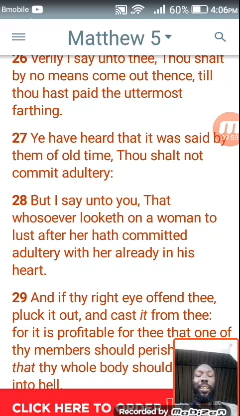 Bmobile 60% 4:06PM
Matthew 5
26 Verily I say unto thee, Thou shalt
by no means come out thence, till
thou hast paid the uttermost
farthing.
27 Ye have heard that it was said by
them of old time, Thou shalt not
commit adultery:
28 But I say unto you, That
whosoever looketh on a woman to
lust after her hath committed
adultery with her already in his
heart.
29 And if thy right eye offend thee,
pluck it out, and cast it from thee:
for it is profitable for thee that one of
thy members should perish
that thy whole body should
into hell.
CLICK HERE TO
Recorded by